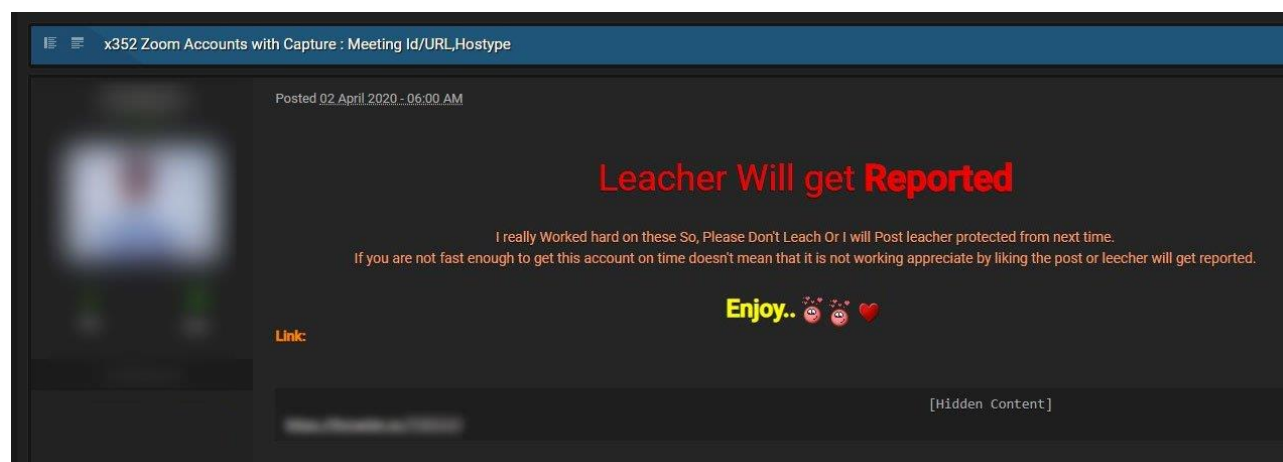 x352 Zoom Accounts with Capture : Meeting Id/URL,Hostype
Posted 02 April 2020 - 06:00 AM
Leacher Will get Reported
I really Worked hard on these So, Please Don't Leach Or I will Post leacher protected from next time.
If you are not fast enough to get this account on time doesn't mean that it is not working appreciate by liking the post or leecher will get reported.
Enjoy..
Link:
[Hidden Content]